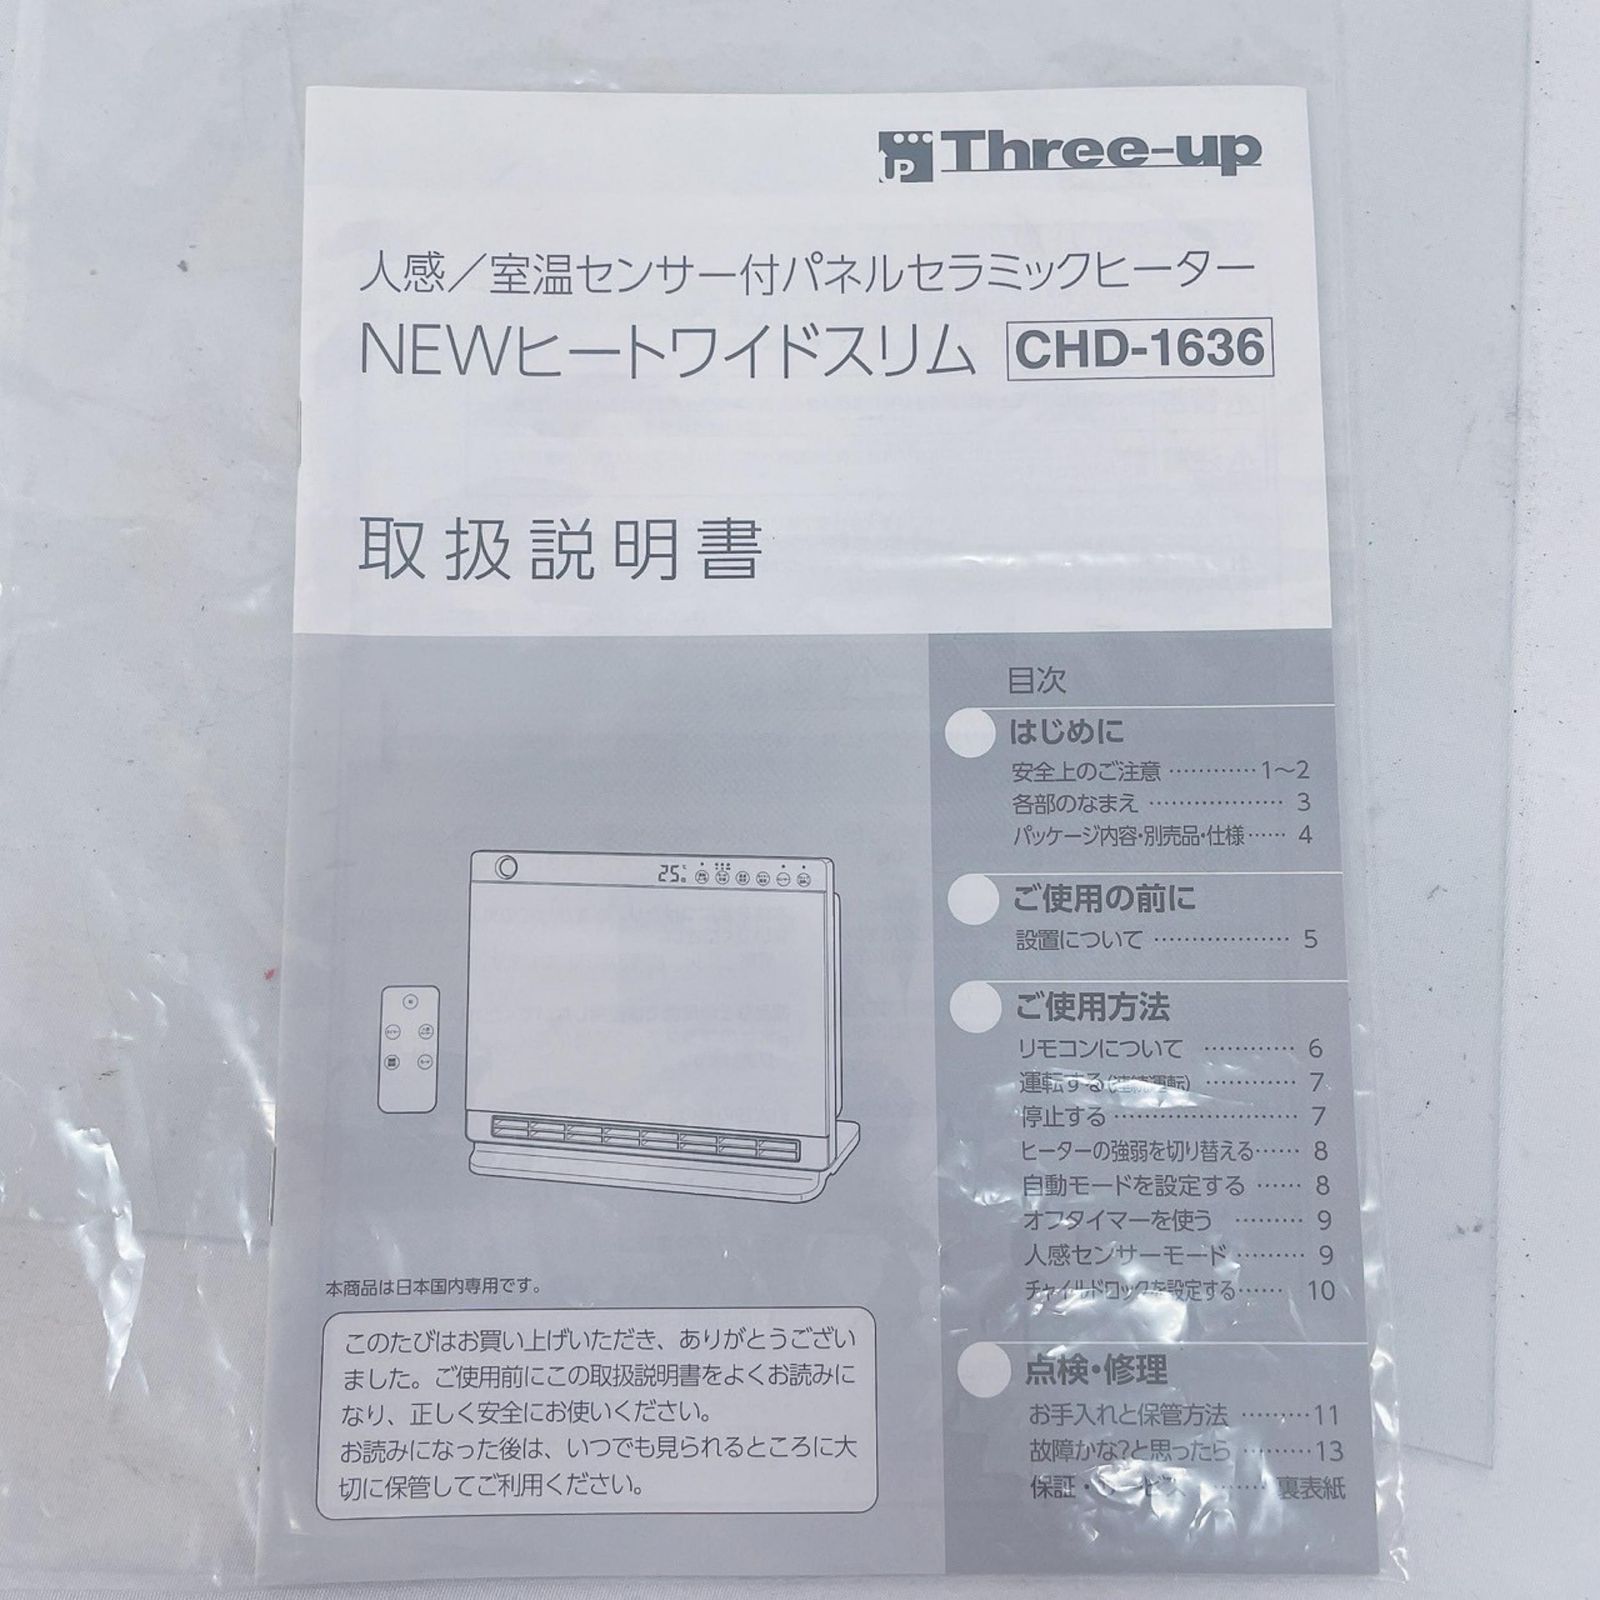 UP Three-up
人感／室温センサー付パネルセラミックヒーター
NEWヒートワイドスリム CHD-1636
取扱説明書
目次
はじめに
安全上のご注意 …………1〜2
各部のなまえ ……………… 3
パッケージ内容・別売品・仕様…… 4
ご使用の前に
設置について ……………… 5
ご使用方法
リモコンについて ………… 6
運転する(連続運転) ………… 7
停止する …………………… 7
ヒーターの強弱を切り替える…… 8
自動モードを設定する …… 8
オフタイマーを使う ……… 9
人感センサーモード ……… 9
チャイルドロックを設定する…… 10
点検・修理
お手入れと保管方法 ………11
故障かな?と思ったら ………13
保証・サービス ……… 裏表紙
25
本商品は日本国内専用です。
このたびはお買い上げいただき、ありがとうござい
ました。ご使用前にこの取扱説明書をよくお読みに
なり、正しく安全にお使いください。
お読みになった後は、いつでも見られるところに大
切に保管してご利用ください。